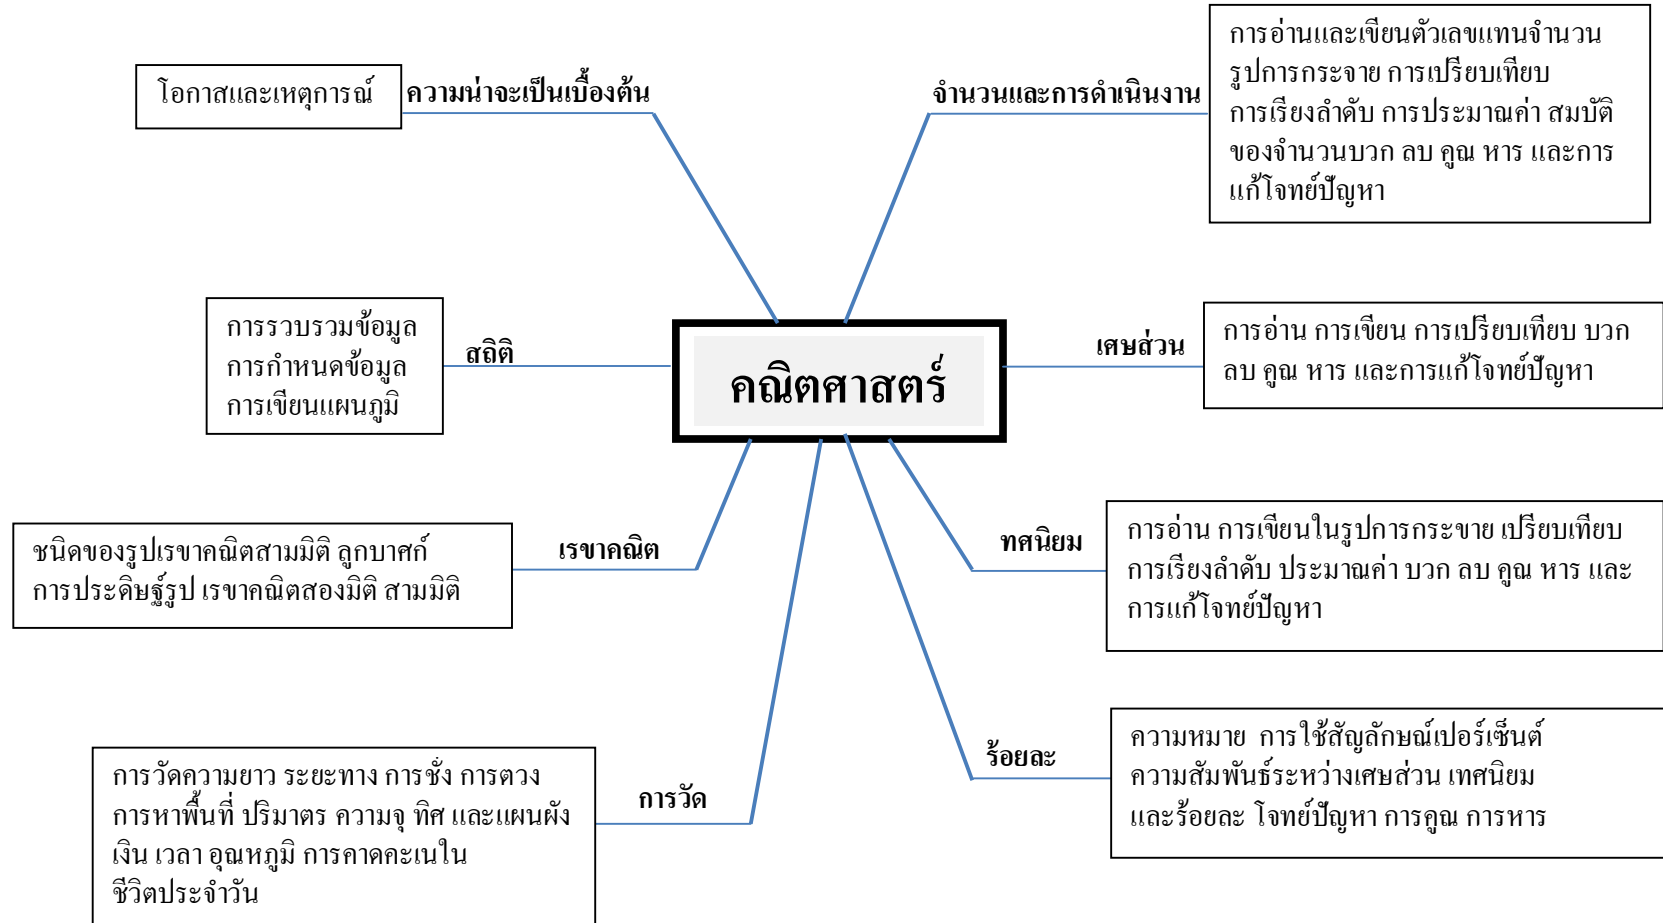 โอกาสและเหตุการณ์
ความน่าจะเป็นเบื้องต้น
จำนวนและการดำเนินงาน
การอ่านและเขียนตัวเลขแทนจำนวน
รูปการกระจาย การเปรียบเทียบ
การเรียงลำดับ การประมาณค่า สมบัติ
ของจำนวนบวก ลบ คูณ หาร และการ
แก้โจทย์ปัญหา
การรวบรวมข้อมูล
การกำหนดข้อมูล
การเขียนแผนภูมิ
สถิติ
คณิตศาสตร์
เศษส่วน
การอ่าน การเขียน การเปรียบเทียบ บวก
ลบ คูณ หาร และการแก้โจทย์ปัญหา
ชนิดของรูปเรขาคณิตสามมิติ ลูกบาศก์
การประดิษฐ์รูป เรขาคณิตสองมิติ สามมิติ
เรขาคณิต
ทศนิยม
การอ่าน การเขียนในรูปการกระขาย เปรียบเทียบ
การเรียงลำดับ ประมาณค่า บวก ลบ คูณ หาร และ
การแก้โจทย์ปัญหา
การวัดความยาว ระยะทาง การชั่ง การตวง
การหาพื้นที่ ปริมาตร ความจุ ทิศ และแผนผัง
เงิน เวลา อุณหภูมิ การคาดคะเนใน
ชีวิตประจำวัน
การวัด
ร้อยละ
ความหมาย การใช้สัญลักษณ์เปอร์เซ็นต์
ความสัมพันธ์ระหว่างเศษส่วน เทศนิยม
และร้อยละ โจทย์ปัญหา การคูณ การหาร